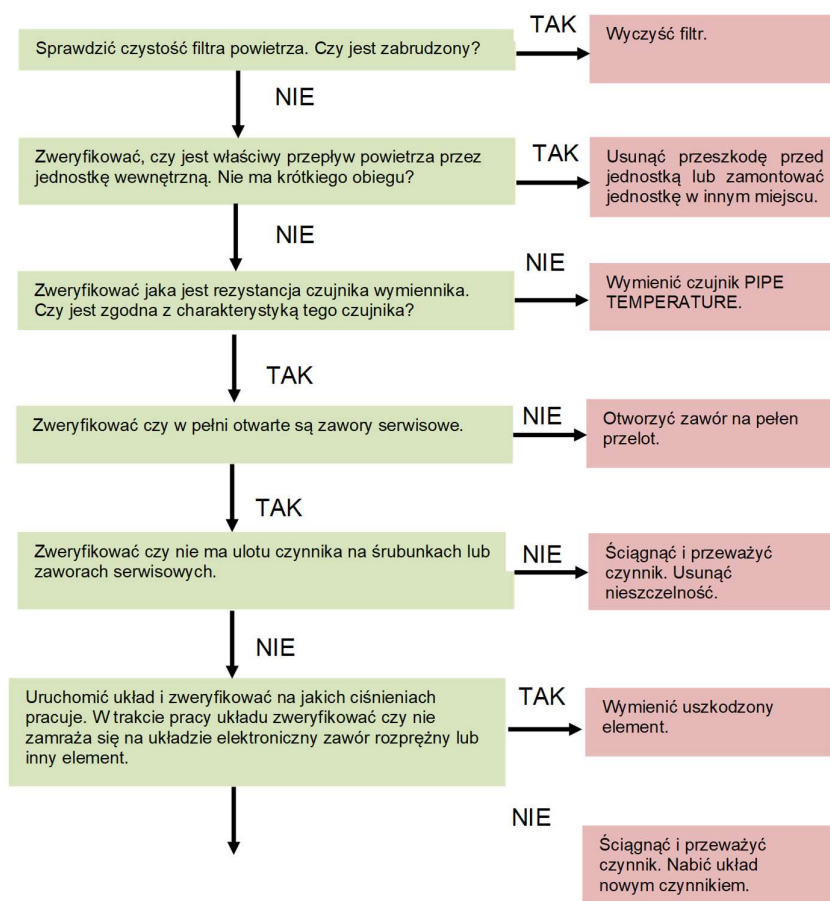 Sprawdzić czystość filtra powietrza. Czy jest zabrudzony?
TAK
Wyczyść filtr.
NIE
Zweryfikować, czy jest właściwy przepływ powietrza przez
jednostkę wewnętrzną. Nie ma krótkiego obiegu?
TAK
Usunąć przeszkodę przed
jednostką lub zamontować
jednostkę w innym miejscu.
NIE
Zweryfikować jaka jest rezystancja czujnika wymiennika.
Czy jest zgodna z charakterystyką tego czujnika?
NIE
Wymienić czujnik PIPE
TEMPERATURE.
TAK
Zweryfikować czy w pełni otwarte są zawory serwisowe.
NIE
Otworzyć zawór na pełen
przelot.
TAK
Zweryfikować czy nie ma ulotu czynnika na śrubunkach lub
zaworach serwisowych.
NIE
Ściągnąć i przeważyć
czynnik. Usunąć
nieszczelność.
NIE
Uruchomić układ i zweryfikować na jakich ciśnieniach
pracuje. W trakcie pracy układu zweryfikować czy nie
zamraża się na układzie elektroniczny zawór rozprężny lub
inny element.
TAK
Wymienić uszkodzony
element.
NIE
Ściągnąć i przeważyć
czynnik. Nabić układ
nowym czynnikiem.